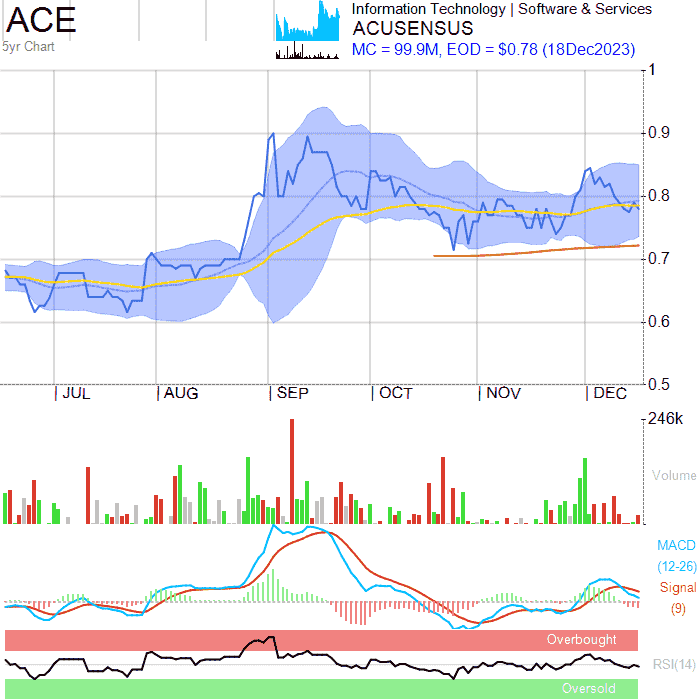 ACE
5yr Chart
Information Technology | Software & Services
ACUSENSUS
MC = 99.9M, EOD = $0.78 (18Dec2023)
1
0.9
0.8
0.7
0.6
0.5
JUL AUG SEP OCT NOV DEC
246k
Volume
MACD
(12-26)
Signal
(9)
Overbought
RSI(14)
Oversold